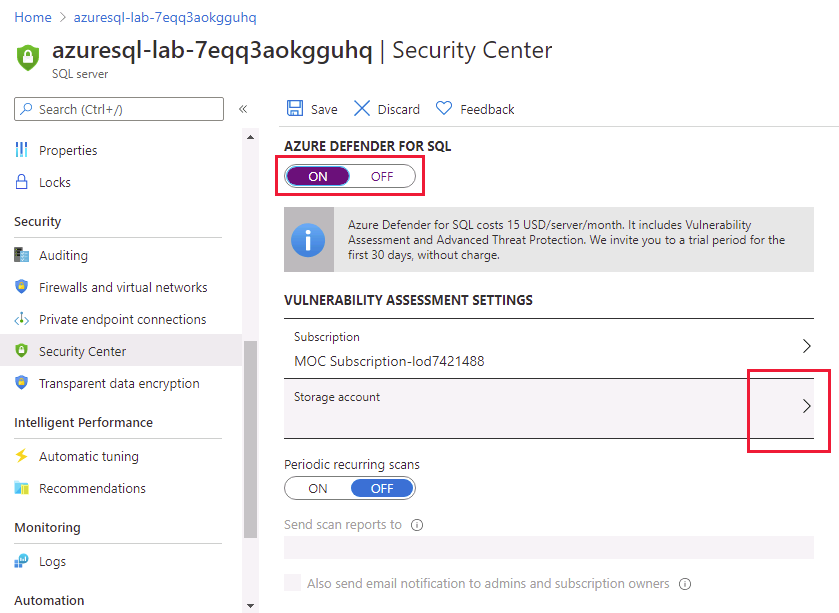 Home > azuresql-lab-7eqq3aokgguhq
azuresql-lab-7eqq3aokgguhq | Security Center
SQL server
Search (Ctrl+/)
«
Properties
Locks
Security
Auditing
Firewalls and virtual networks
Private endpoint connections
Security Center
Transparent data encryption
Intelligent Performance
Automatic tuning
Recommendations
Monitoring
Logs
Automation
Save Discard Feedback
AZURE DEFENDER FOR SQL
ON OFF
Azure Defender for SQL costs 15 USD/server/month. It includes Vulnerability
Assessment and Advanced Threat Protection. We invite you to a trial period for the
first 30 days, without charge.
VULNERABILITY ASSESSMENT SETTINGS
Subscription
MOC Subscription-lod7421488
Storage account
Periodic recurring scans
ON OFF
Send scan reports to
Also send email notification to admins and subscription owners